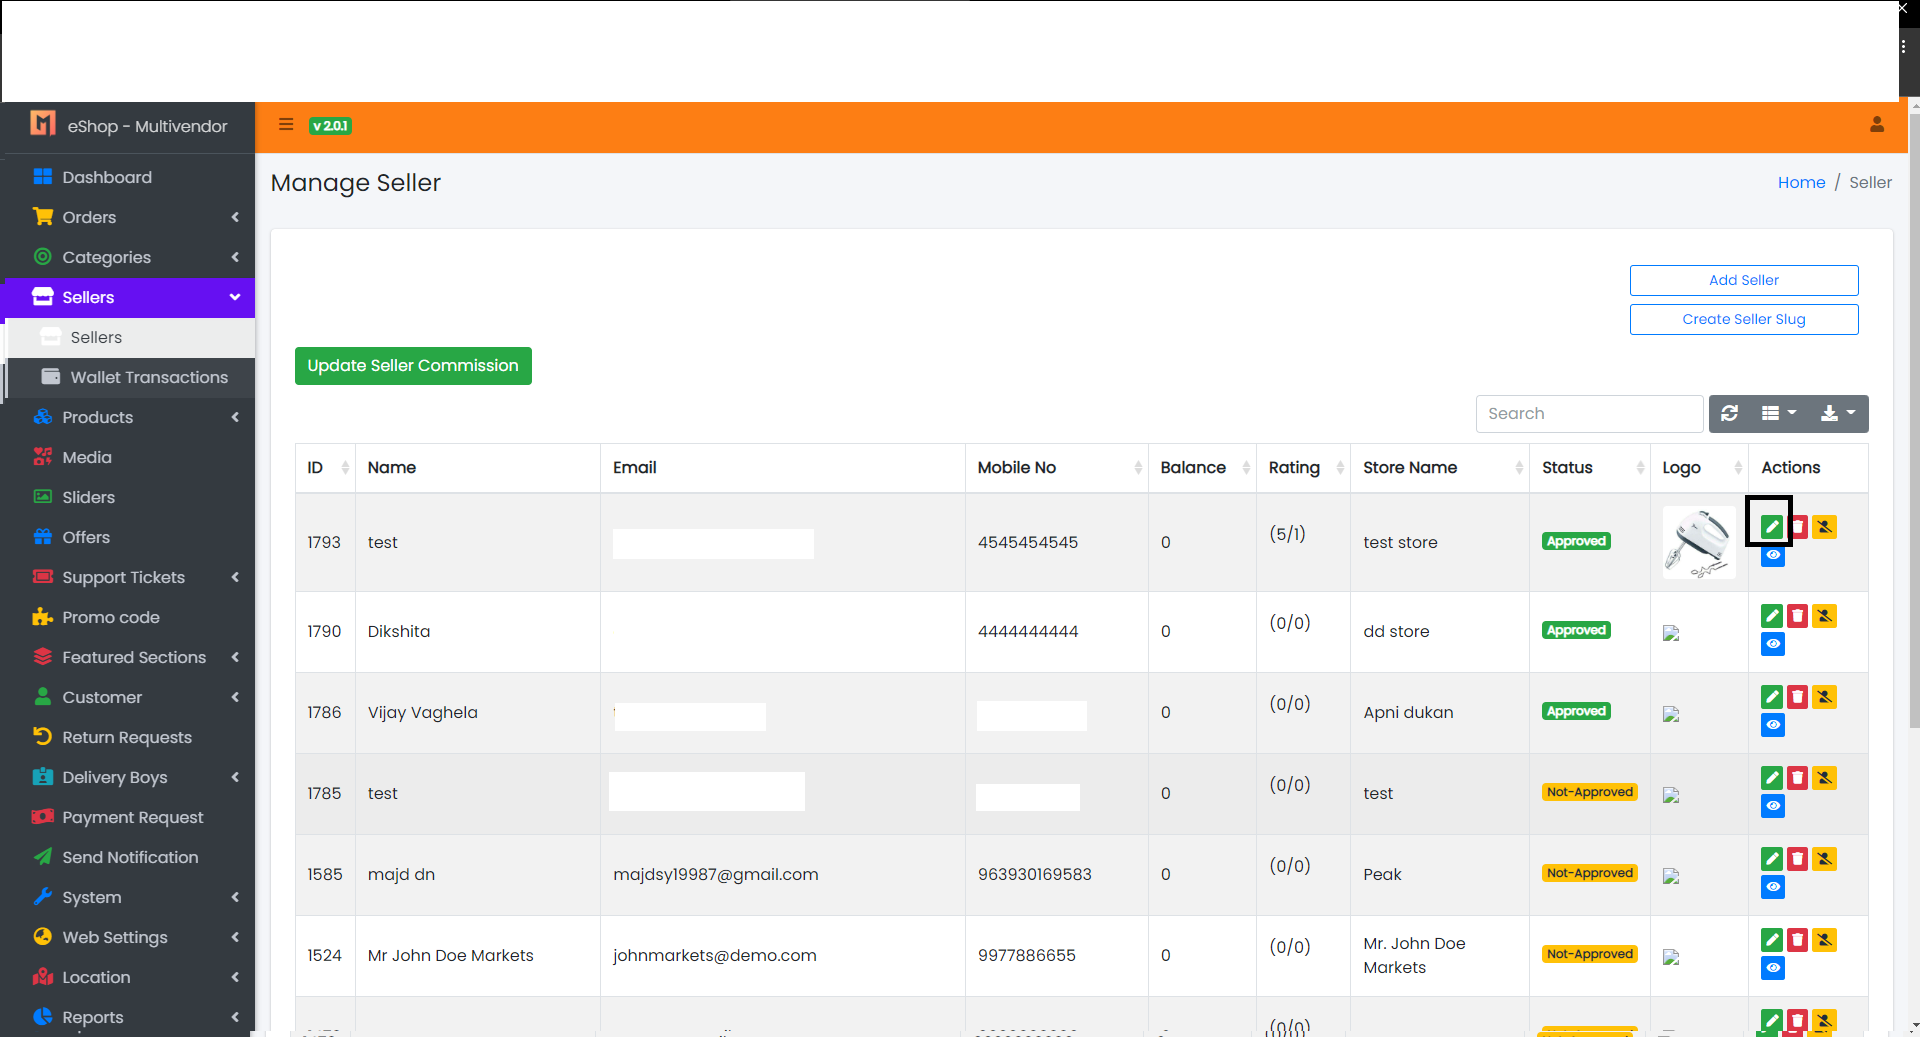 eShop - Multivendor
v 2.0.1
Dashboard
Orders
Categories
Sellers
Sellers
Wallet Transactions
Products
Media
Sliders
Offers
Support Tickets
Promo code
Featured Sections
Customer
Return Requests
Delivery Boys
Payment Request
Send Notification
System
Web Settings
Location
Reports
Manage Seller
Home / Seller
Add Seller
Create Seller Slug
Update Seller Commission
Search
ID Name Email Mobile No Balance Rating Store Name Status Logo Actions
1793 test 4545454545 0 (5/1) test store Approved
1790 Dikshita 4444444444 0 (0/0) dd store Approved
1786 Vijay Vaghela 0 (0/0) Apni dukan Approved
1785 test 0 (0/0) test Not-Approved
1585 majd dn majdsy19987@gmail.com 963930169583 0 (0/0) Peak Not-Approved
1524 Mr John Doe Markets johnmarkets@demo.com 9977886655 0 (0/0) Mr. John Doe Markets Not-Approved
(0/0)